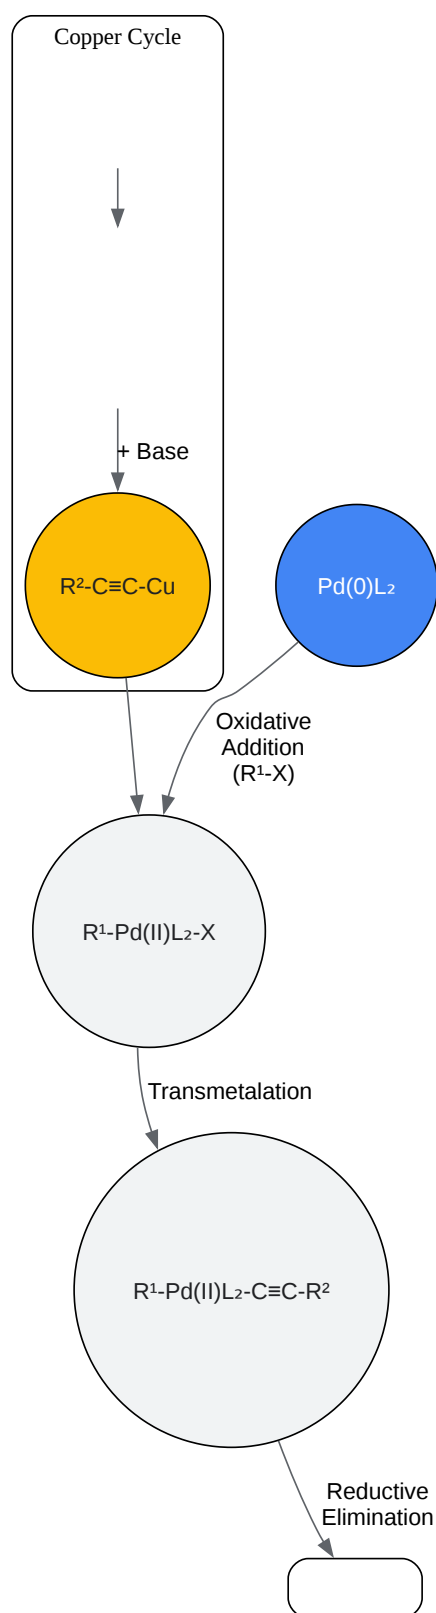 Copper Cycle
+ Base
R²-C≡C-Cu
Pd(0)L₂
Oxidative
Addition
(R¹-X)
R¹-Pd(II)L₂-X
Transmetalation
R¹-Pd(II)L₂-C≡C-R²
Reductive
Elimination